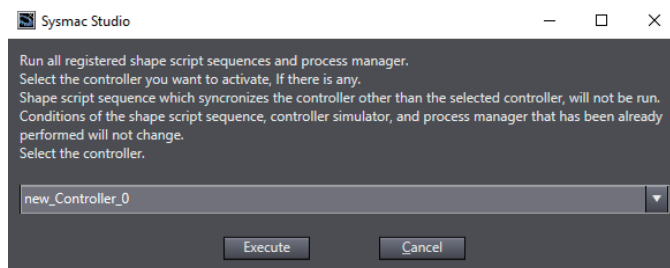 Sysmac Studio
Run all registered shape script sequences and process manager.
Select the controller you want to activate, If there is any.
Shape script sequence which syncronizes the controller other than the selected controller, will not be run.
Conditions of the shape script sequence, controller simulator, and process manager that has been already
performed will not change.
Select the controller.
new_Controller_0
Execute Cancel